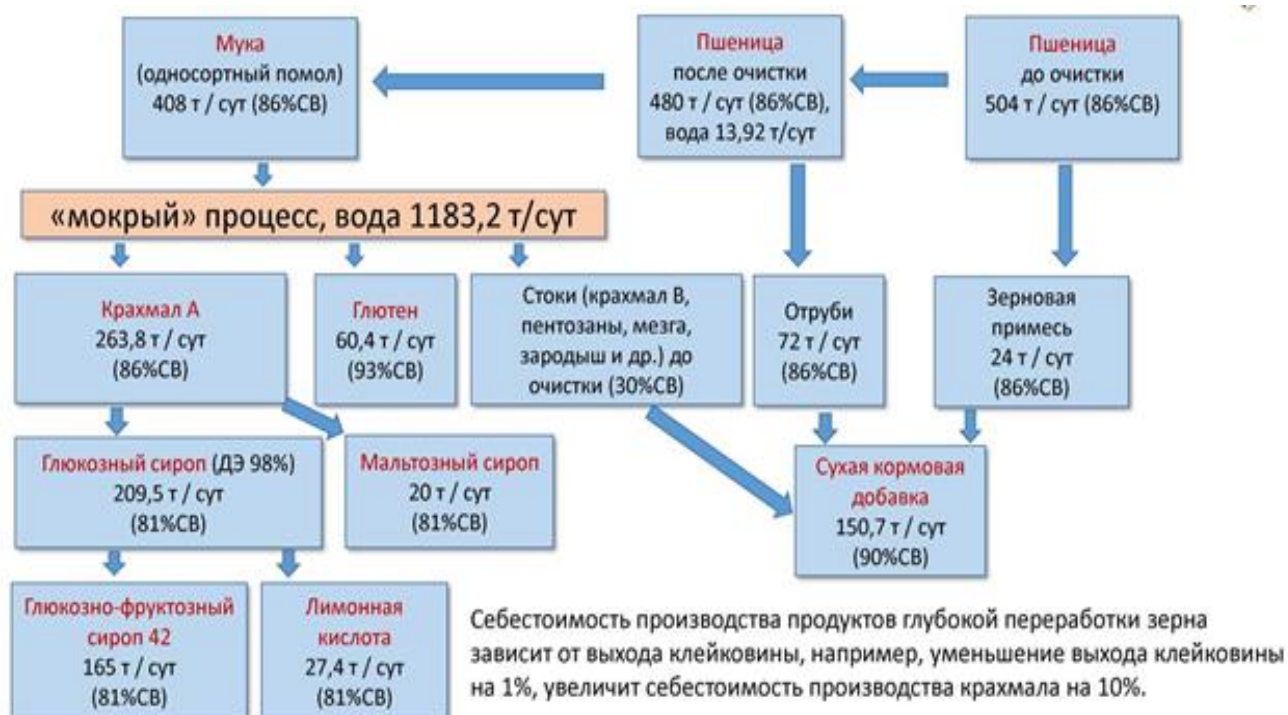 Мука
(односортный помол)
408 т / сут (86%СВ)
Пшеница
после очистки
480 т / сут (86%СВ),
вода 13,92 т/сут
Пшеница
до очистки
504 т / сут (86%СВ)
«мокрый» процесс, вода 1183,2 т/сут
Крахмал А
263,8 т / сут
(86%СВ)
Глютен
60,4 т / сут
(93%СВ)
Стоки (крахмал В,
пентозаны, мезга,
зародыш и др.) до
очистки (30%СВ)
Отруби
72 т / сут
(86%СВ)
Зерновая
примесь
24 т / сут
(86%СВ)
Глюкозный сироп (ДЭ 98%)
209,5 т / сут
(81%СВ)
Мальтозный сироп
20 т / сут
(81%СВ)
Сухая кормовая
добавка
150,7 т / сут
(90%СВ)
Глюкозно-фруктозный
сироп 42
165 т / сут
(81%СВ)
Лимонная
кислота
27,4 т / сут
(81%СВ)
Себестоимость производства продуктов глубокой переработки зерна
зависит от выхода клейковины, например, уменьшение выхода клейковины
на 1%, увеличит себестоимость производства крахмала на 10%.